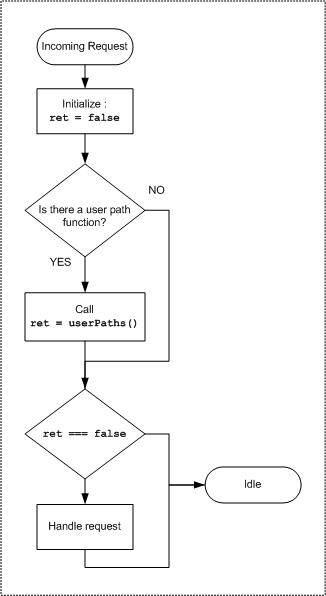 Incoming Request
Initialize :
ret = false
NO
Is there a user path
function?
YES
Call
ret = userPaths()
ret === false
Idle
Handle request